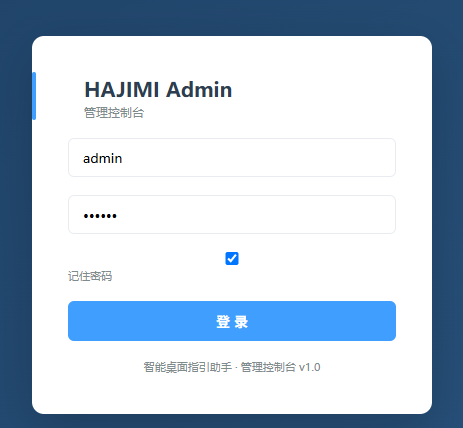 HAJIMI Admin
管理控制台
admin
••••••
记住密码
登 录
智能桌面指引助手 · 管理控制台 v1.0